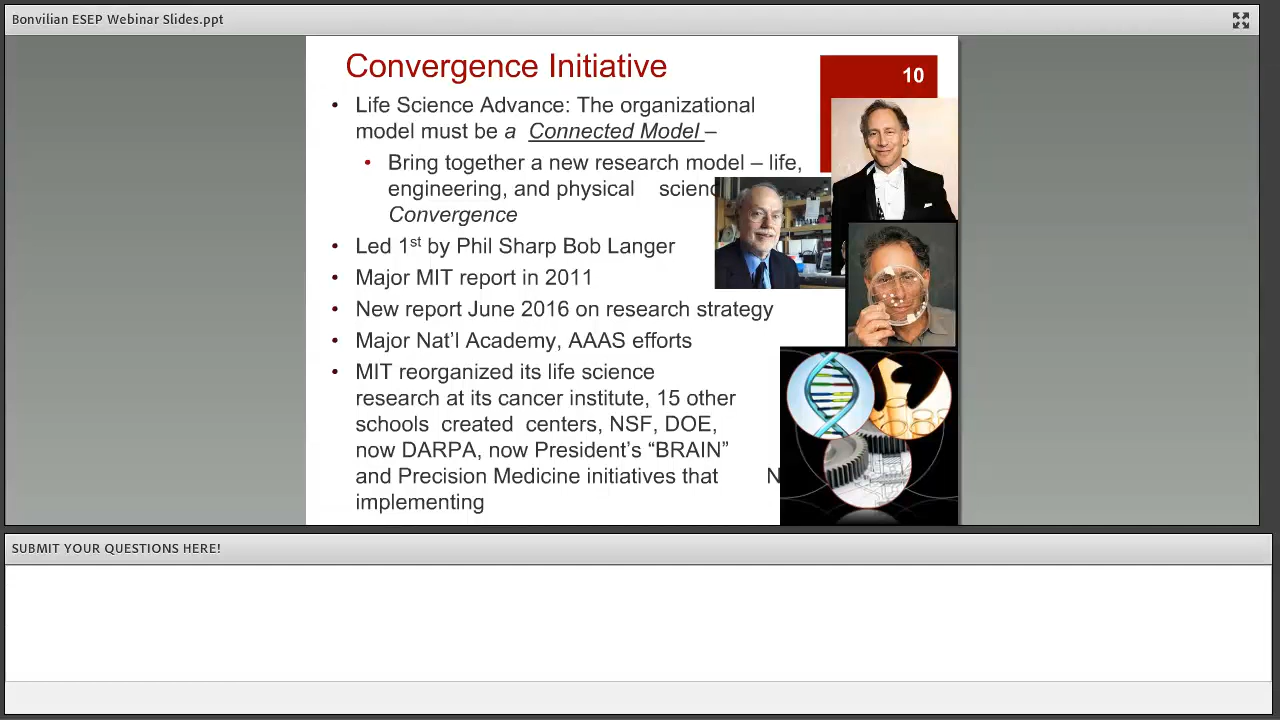 Bonvilian ESEP Webinar Slides.ppt
Convergence Initiative
10
• Life Science Advance: The organizational
model must be a Connected Model –
• Bring together a new research model – life,
engineering, and physical
Convergence
• Led 1st by Phil Sharp Bob Langer
• Major MIT report in 2011
• New report June 2016 on research strategy
• Major Nat’l Academy, AAAS efforts
• MIT reorganized its life science
research at its cancer institute, 15 other
schools created centers, NSF, DOE,
now DARPA, now President’s “BRAIN”
and Precision Medicine initiatives that
implementing
SUBMIT YOUR QUESTIONS HERE!